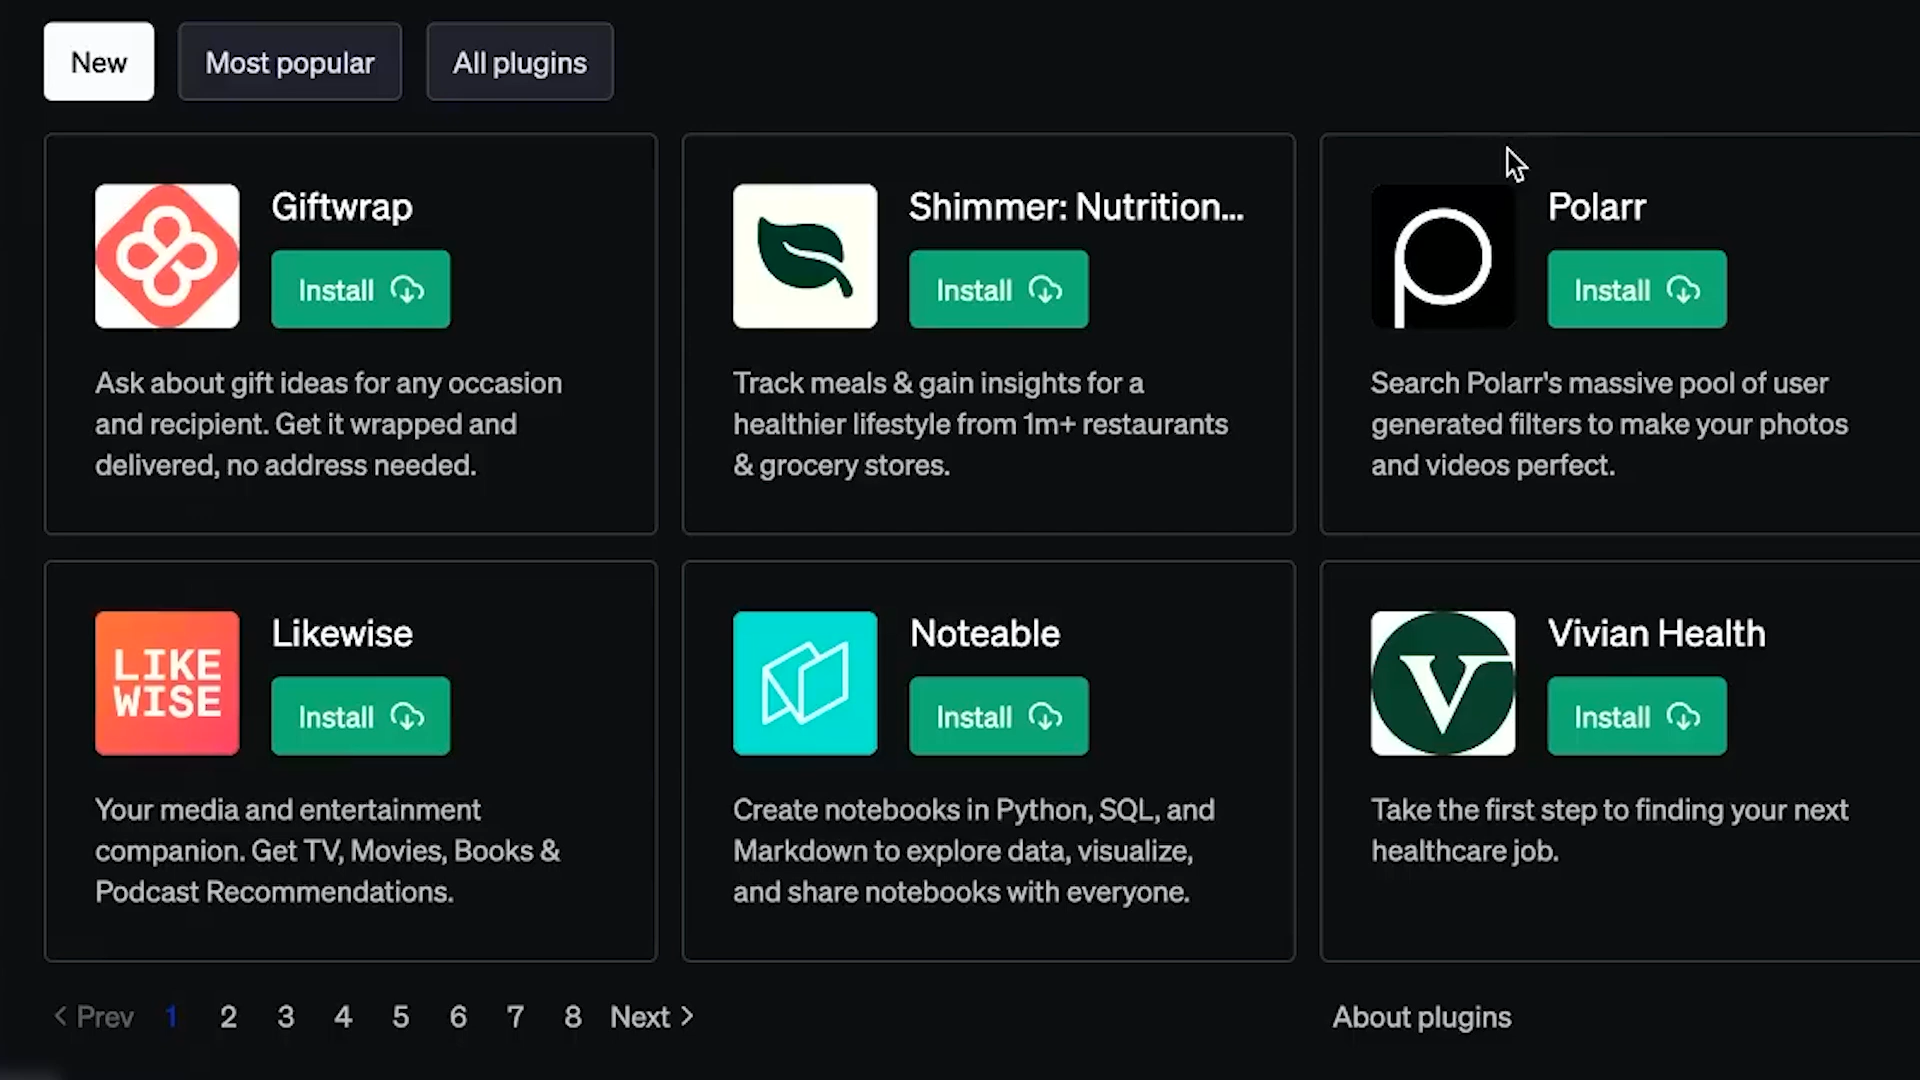 New
Most popular
All plugins
Giftwrap
Install
Ask about gift ideas for any occasion
and recipient. Get it wrapped and
delivered, no address needed.
Shimmer: Nutrition...
Install
Track meals & gain insights for a
healthier lifestyle from 1m+ restaurants
& grocery stores.
Polarr
Install
Search Polarr's massive pool of user
generated filters to make your photos
and videos perfect.
LIKE
WISE
Likewise
Install
Your media and entertainment
companion. Get TV, Movies, Books &
Podcast Recommendations.
Noteable
Install
Create notebooks in Python, SQL, and
Markdown to explore data, visualize,
and share notebooks with everyone.
V
Vivian Health
Install
Take the first step to finding your next
healthcare job.
< Prev 1 2 3 4 5 6 7 8 Next >
About plugins